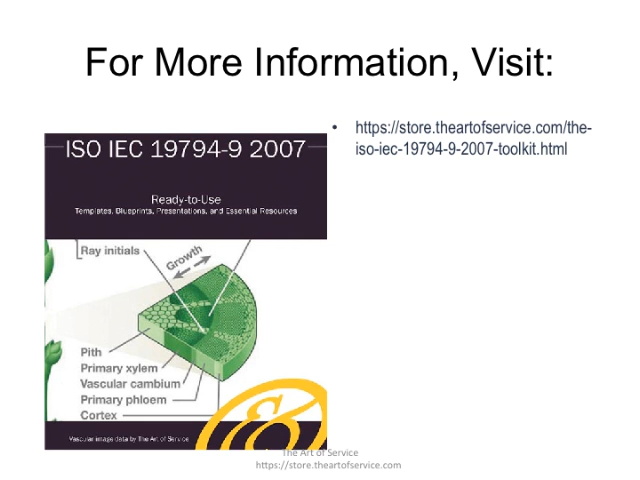 For More Information, Visit:
• https://store.theartofservice.com/the-
iso-iec-19794-9-2007-toolkit.html
ISO IEC 19794-9 2007
Ready-to-Use
Templates, Blueprints, Presentations, and Essential Resources
Ray initials
Growth
Pith
Primary xylem
Vascular cambium
Primary phloem
Cortex
&
Vascular image data by The Art of Service
The Art of Service
https://store.theartofservice.com